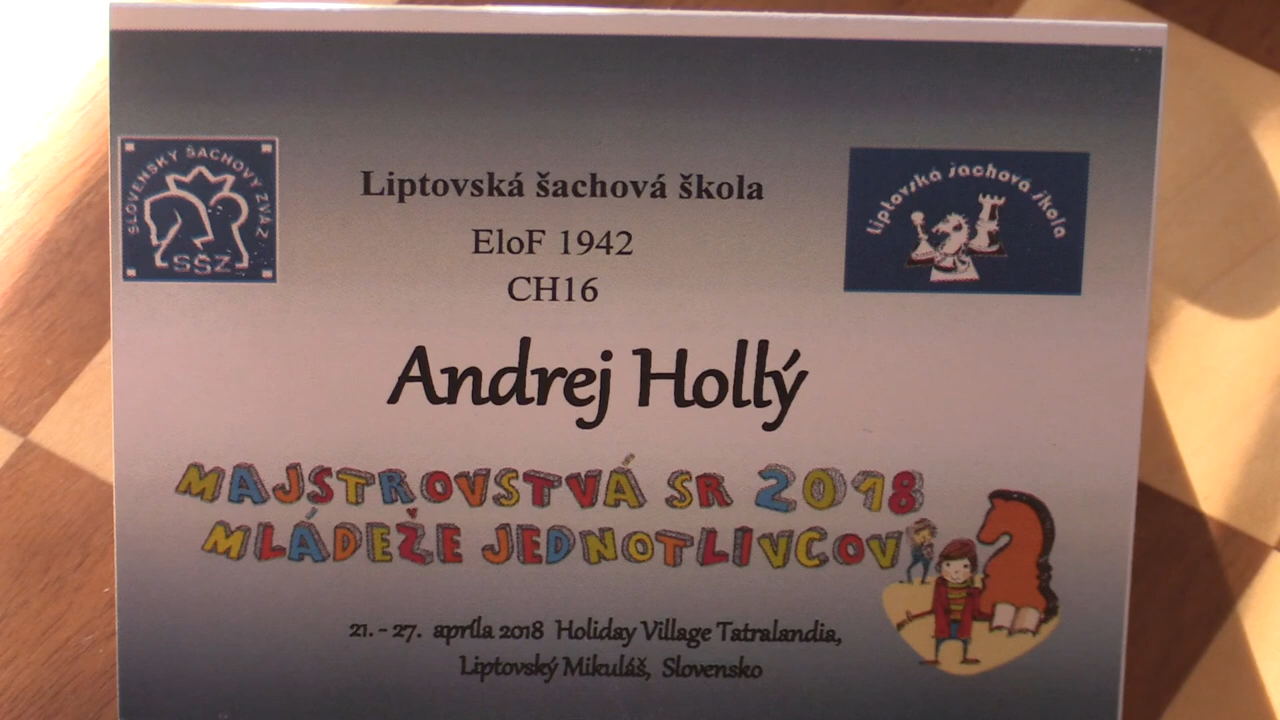 SLOVENSKÝ ŠACHOVÝ ZVÄZ
SŠZ
Liptovská šachová škola
Liptovská šachová škola
EloF 1942
CH16
Andrej Hollý
MAJSTROVSTVÁ SR 2018
MLÁDEŽE JEDNOTLIVCOV
21. - 27. apríla 2018 Holiday Village Tatralandia,
Liptovský Mikuláš, Slovensko